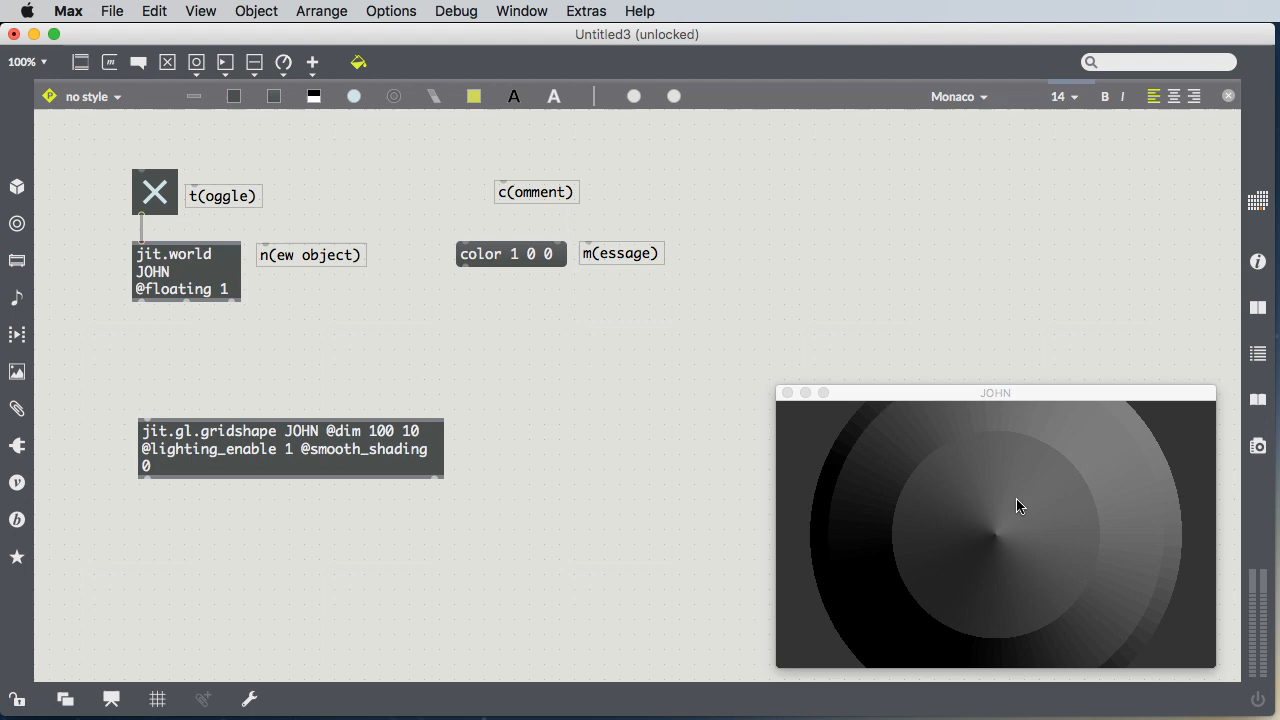 Max File Edit View Object Arrange Options Debug Window Extras Help
Untitled3 (unlocked)
100%
no style
Monaco
14
B I
t(oggle)
c(omment)
jit.world
JOHN
@floating 1
n(ew object)
color 1 0 0
m(essage)
JOHN
jit.gl.gridshape JOHN @dim 100 10
@lighting_enable 1 @smooth_shading
0